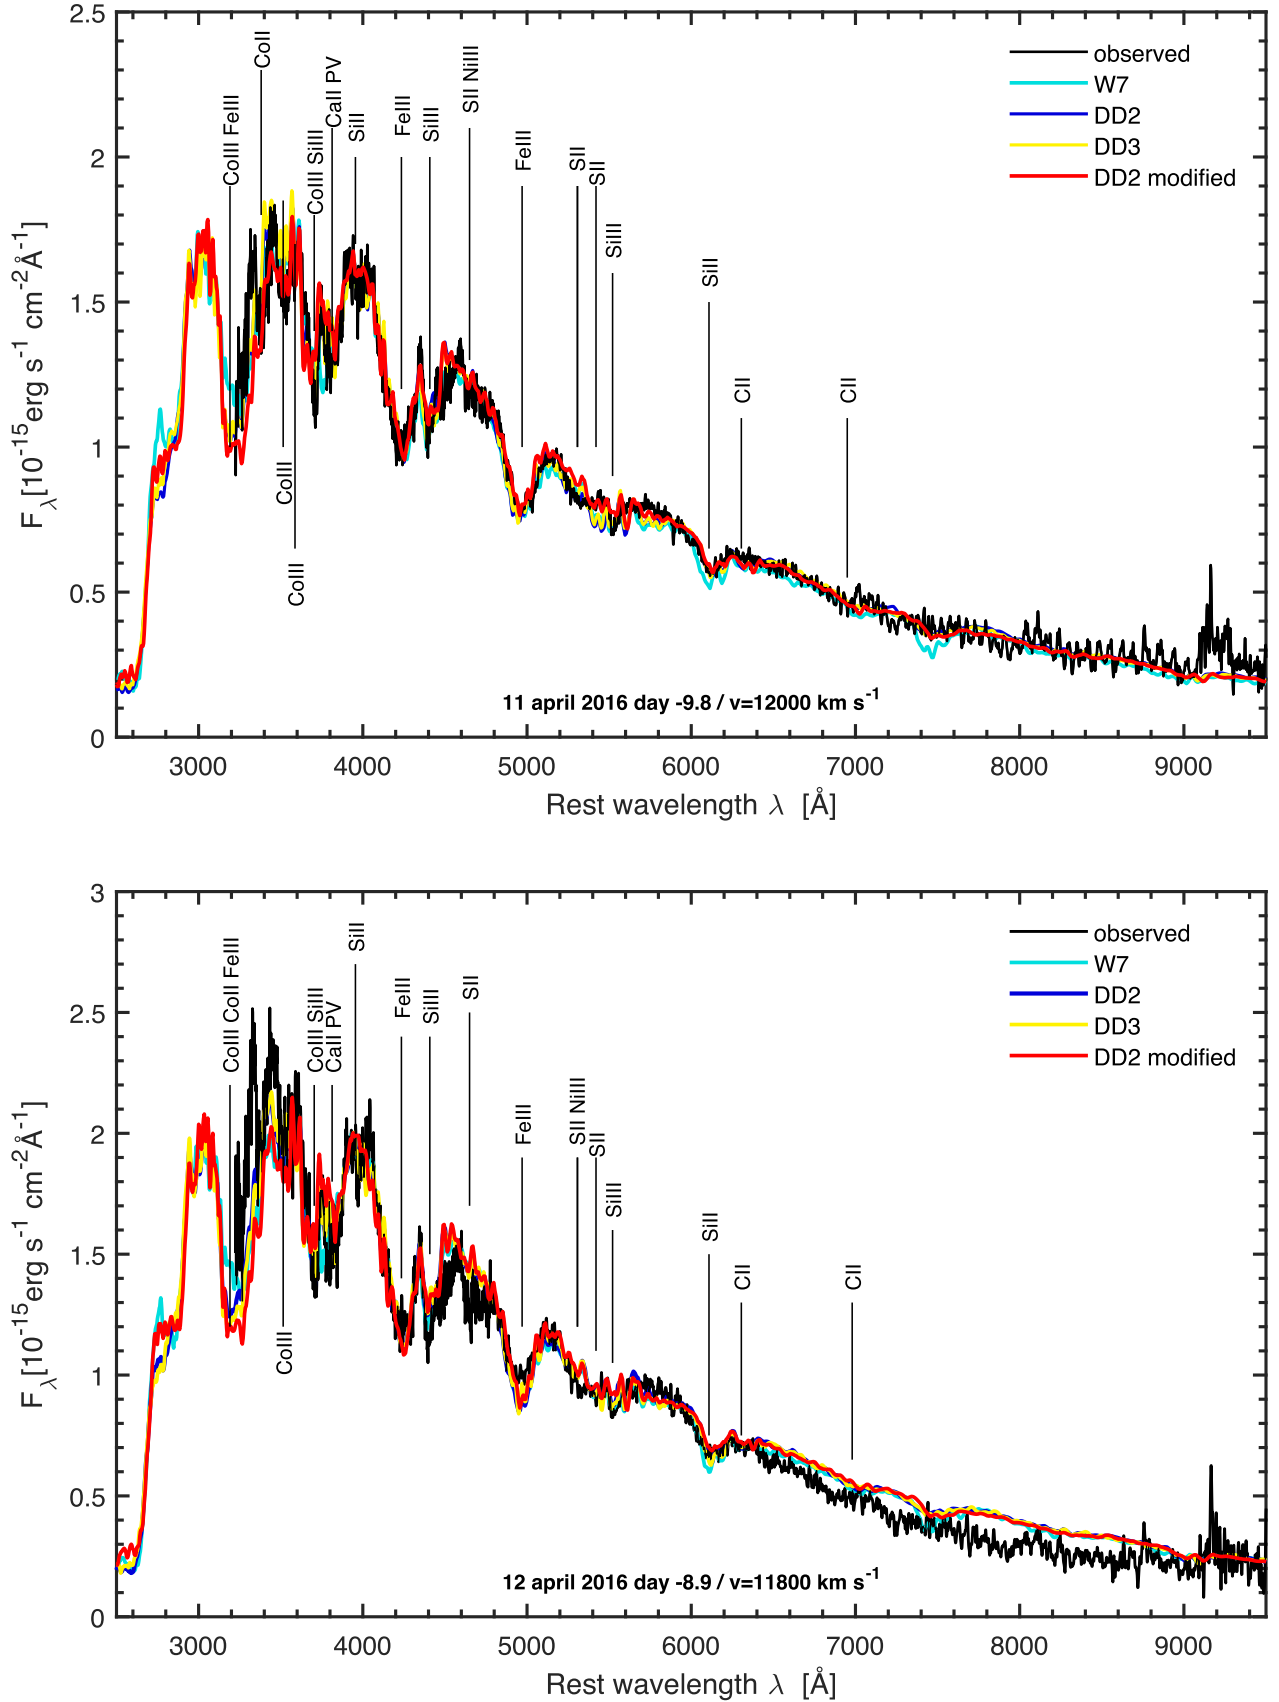 2.5
2
1.5
1
0.5
0
F_λ [10^-15 erg s^-1 cm^-2 Å^-1]
CoIII FeIII
CoII
CoIII
CoIII
CoIII SiIII
CaII PV
SiII
FeIII
SiIII
SII NiIII
FeIII
SII
SII
SiIII
SiII
CII
CII
observed
W7
DD2
DD3
DD2 modified
11 april 2016 day -9.8 / v=12000 km s^-1
3000 4000 5000 6000 7000 8000 9000
Rest wavelength λ [Å]
3
2.5
2
1.5
1
0.5
0
F_λ [10^-15 erg s^-1 cm^-2 Å^-1]
CoIII CoII FeIII
CoIII
CoIII SiIII
CaII PV
SiII
FeIII
SiIII
SII
FeIII
SII NiIII
SII
SiIII
SiII
CII
CII
observed
W7
DD2
DD3
DD2 modified
12 april 2016 day -8.9 / v=11800 km s^-1
3000 4000 5000 6000 7000 8000 9000
Rest wavelength λ [Å]